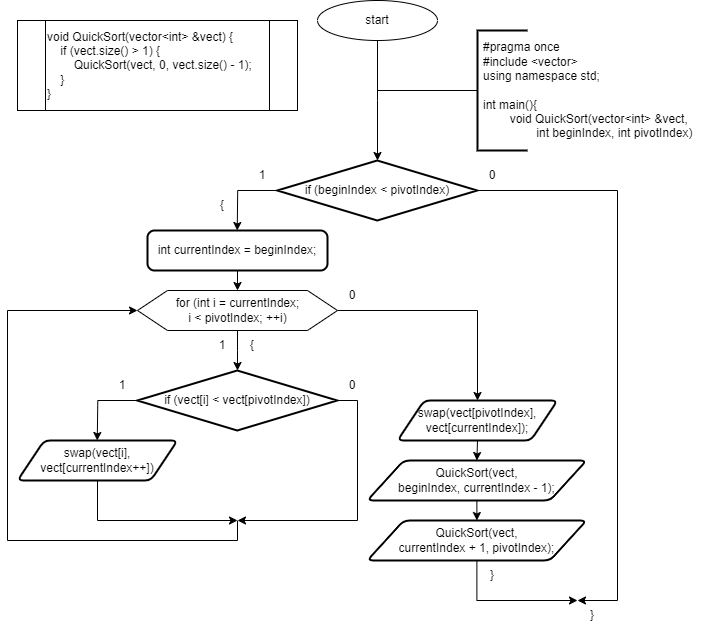 start
void QuickSort(vector<int> &vect) {
if (vect.size() > 1) {
QuickSort(vect, 0, vect.size() - 1);
}
}
#pragma once
#include <vector>
using namespace std;
int main(){
void QuickSort(vector<int> &vect,
int beginIndex, int pivotIndex)
1
if (beginIndex < pivotIndex)
0
{
int currentIndex = beginIndex;
for (int i = currentIndex;
i < pivotIndex; ++i)
0
1 {
1
if (vect[i] < vect[pivotIndex])
0
swap(vect[i],
vect[currentIndex++])
swap(vect[pivotIndex],
vect[currentIndex]);
QuickSort(vect,
beginIndex, currentIndex - 1);
QuickSort(vect,
currentIndex + 1, pivotIndex);
}
}